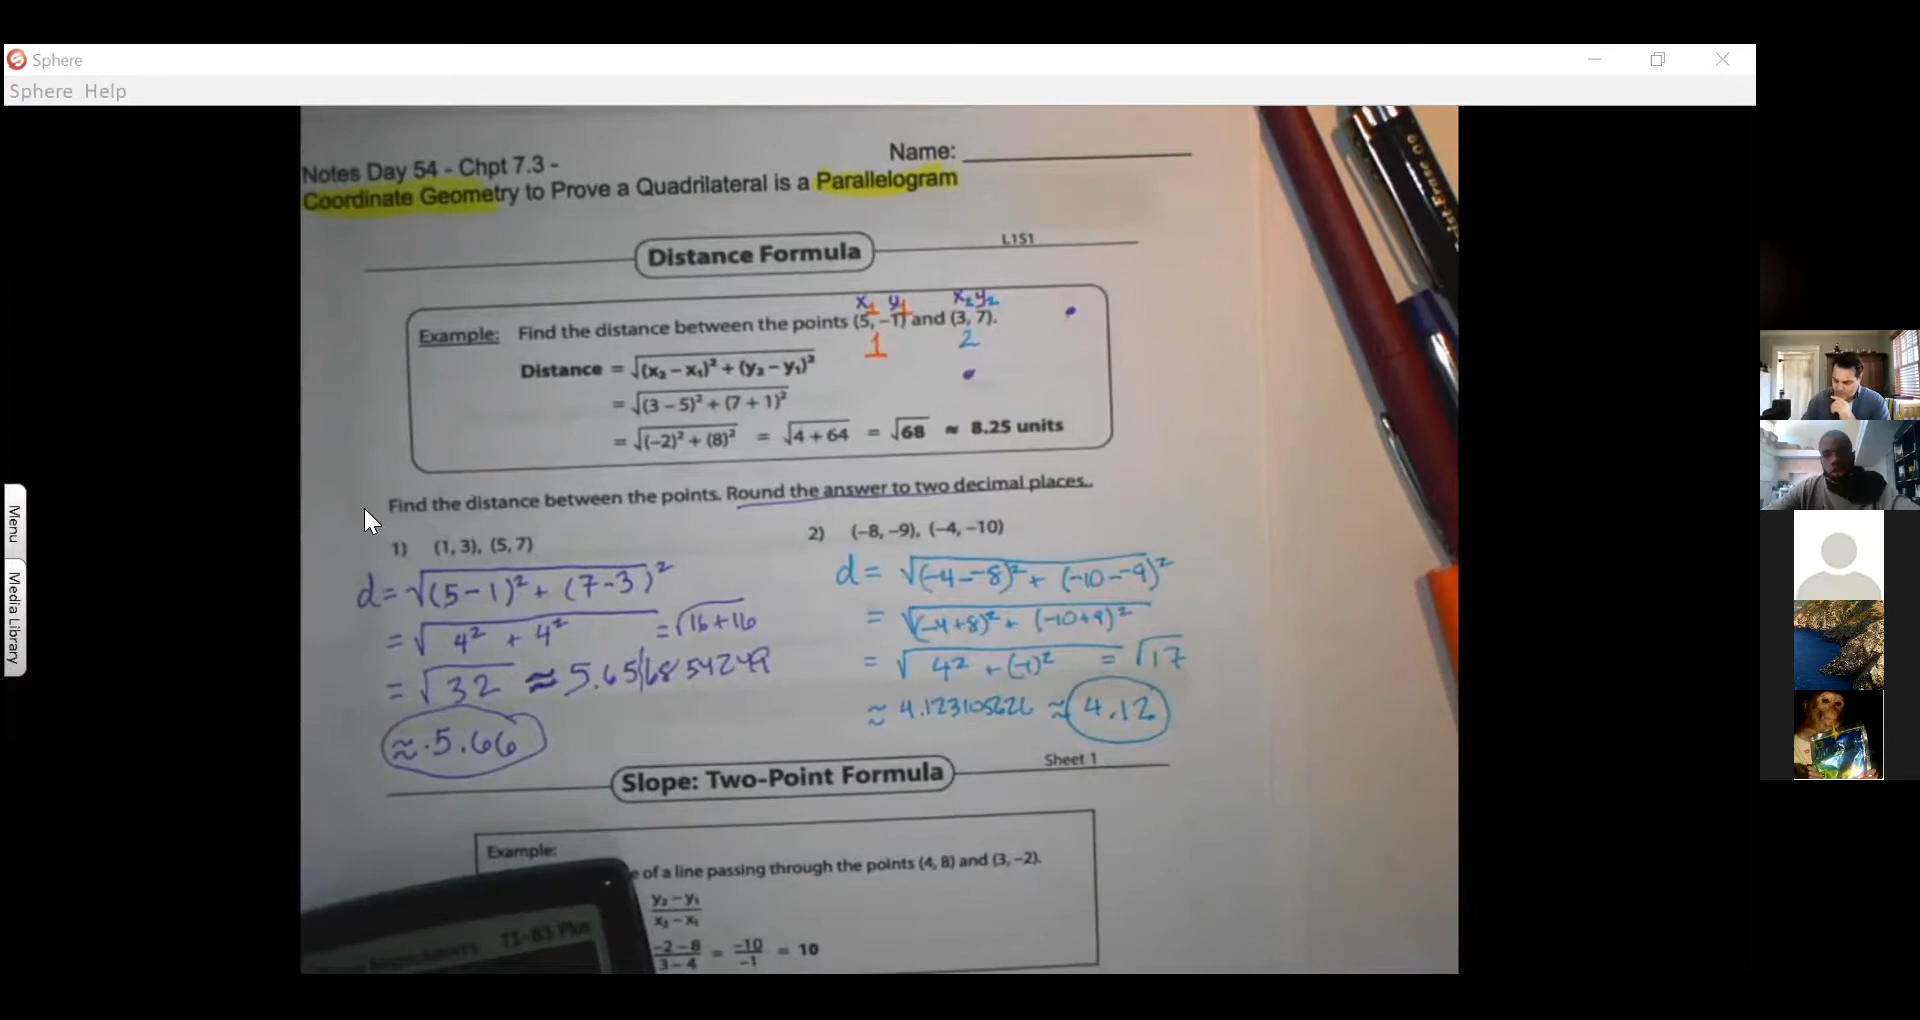 Sphere
Sphere Help
Menu
Media Library
Notes Day 54 - Chpt 7.3 -
Name:
Coordinate Geometry to Prove a Quadrilateral is a Parallelogram
Distance Formula
L1S1
x₁ y₁ x₂ y₂
Example: Find the distance between the points (5, −1) and (3, 7).
1 2
Distance = √(x₂ − x₁)² + (y₂ − y₁)²
= √(3 − 5)² + (7 + 1)²
= √(−2)² + (8)² = √4 + 64 = √68 ≈ 8.25 units
Find the distance between the points. Round the answer to two decimal places..
1) (1, 3), (5, 7)
d = √(5-1)² + (7-3)²
= √4² + 4² = √16+16
= √32 ≈ 5.65|68 54249
≈ 5.66
2) (−8, −9), (−4, −10)
d = √(-4--8)² + (-10--9)²
= √(-4+8)² + (-10+9)²
= √4² + (-1)² = √17
≈ 4.123105626 ≈ 4.12
Slope: Two-Point Formula
Sheet 1
Example:
e of a line passing through the points (4, 8) and (3, −2).
y₂ − y₁
x₂ − x₁
−2 − 8 / 3 − 4 = −10 / −1 = 10
TI-83 Plus